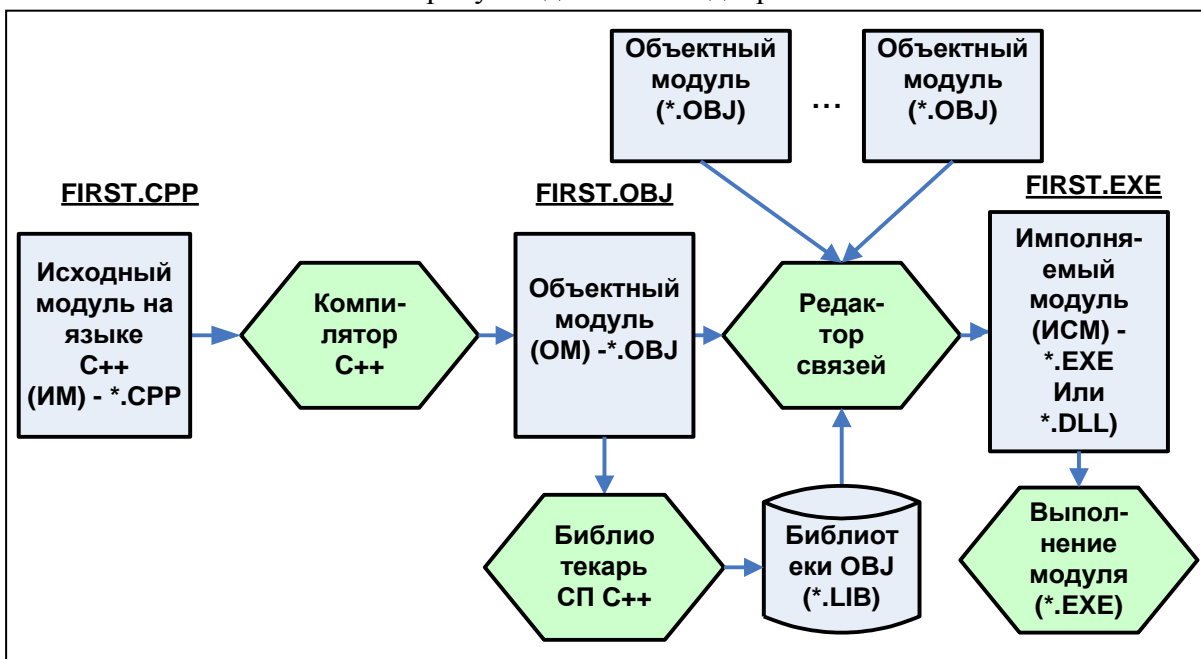 Объектный
модуль
(*.OBJ)
...
Объектный
модуль
(*.OBJ)
FIRST.CPP
FIRST.OBJ
FIRST.EXE
Исходный
модуль на
языке
С++
(ИМ) - *.CPP
Компи-
лятор
С++
Объектный
модуль
(ОМ) -*.OBJ
Редак-
тор
связей
Имполня-
емый
модуль
(ИСМ) -
*.EXE
Или
*.DLL)
Библио
текарь
СП С++
Библиот
еки OBJ
(*.LIB)
Выпол-
нение
модуля
(*.EXE)